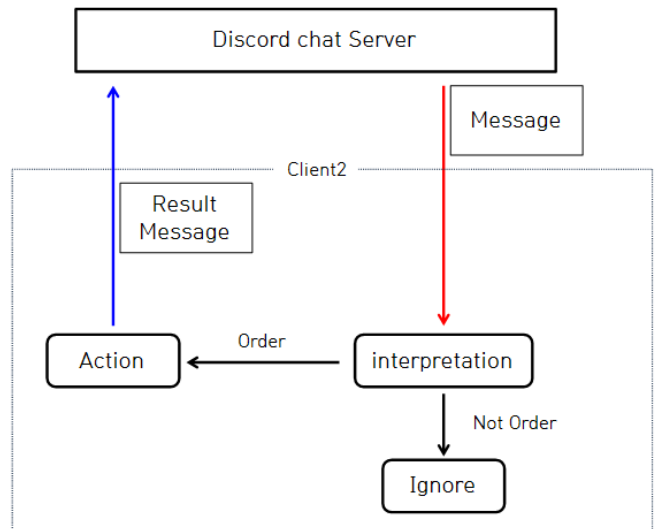 Discord chat Server
Message
Client2
Result
Message
Order
Action
interpretation
Not Order
Ignore